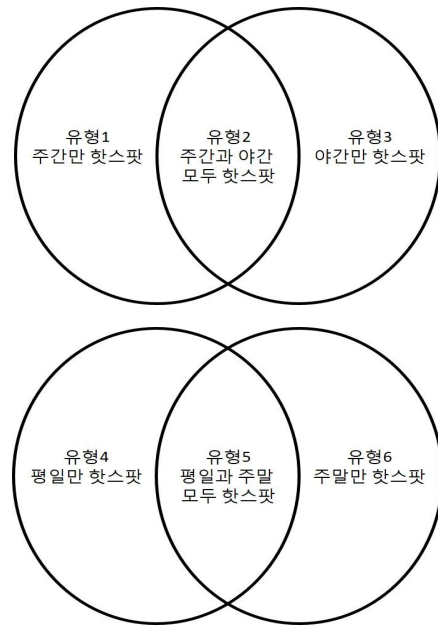 유형1
주간만 핫스팟
유형2
주간과 야간
모두 핫스팟
유형3
야간만 핫스팟
유형4
평일만 핫스팟
유형5
평일과 주말
모두 핫스팟
유형6
주말만 핫스팟